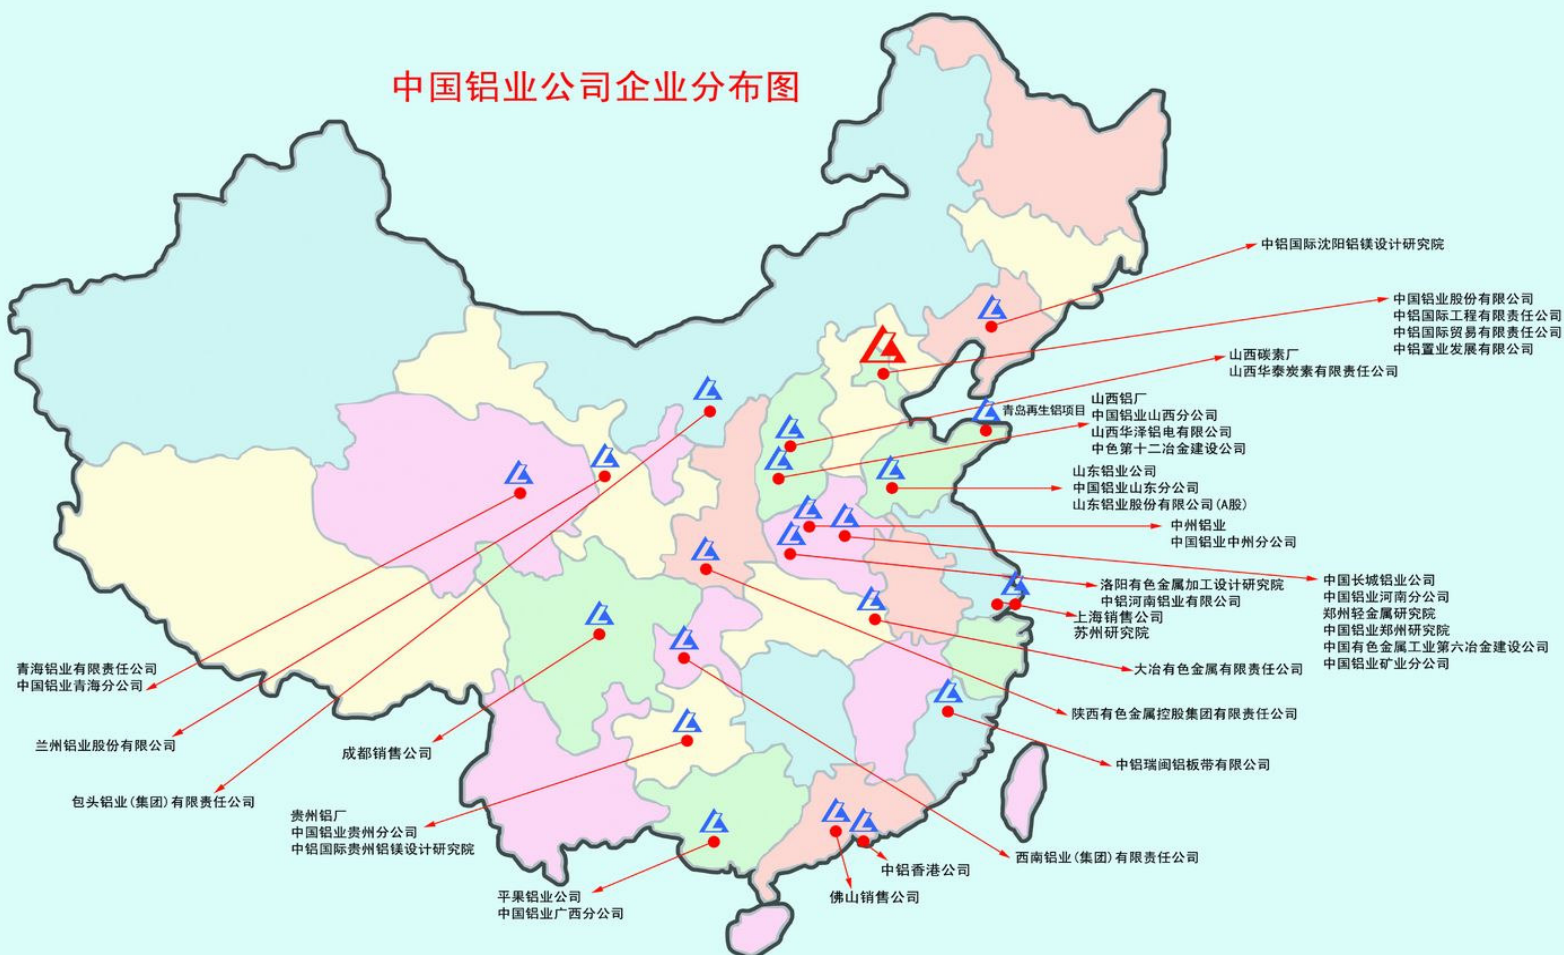 中国铝业公司企业分布图
中铝国际沈阳铝镁设计研究院
中国铝业股份有限公司
中铝国际工程有限责任公司
中铝国际贸易有限责任公司
中铝置业发展有限公司
山西碳素厂
山西华泰炭素有限责任公司
青岛再生铝项目
山西铝厂
中国铝业山西分公司
山西华泽铝电有限公司
中色第十二冶金建设公司
山东铝业公司
中国铝业山东分公司
山东铝业股份有限公司(A股)
中州铝业
中国铝业中州分公司
洛阳有色金属加工设计研究院
中铝河南铝业有限公司
中国长城铝业公司
中国铝业河南分公司
郑州轻金属研究院
中国铝业郑州研究院
中国有色金属工业第六冶金建设公司
中国铝业矿业分公司
上海销售公司
苏州研究院
大冶有色金属有限责任公司
陕西有色金属控股集团有限责任公司
中铝瑞闽铝板带有限公司
西南铝业(集团)有限责任公司
中铝香港公司
佛山销售公司
青海铝业有限责任公司
中国铝业青海分公司
兰州铝业股份有限公司
包头铝业(集团)有限责任公司
成都销售公司
贵州铝厂
中国铝业贵州分公司
中铝国际贵州铝镁设计研究院
平果铝业公司
中国铝业广西分公司